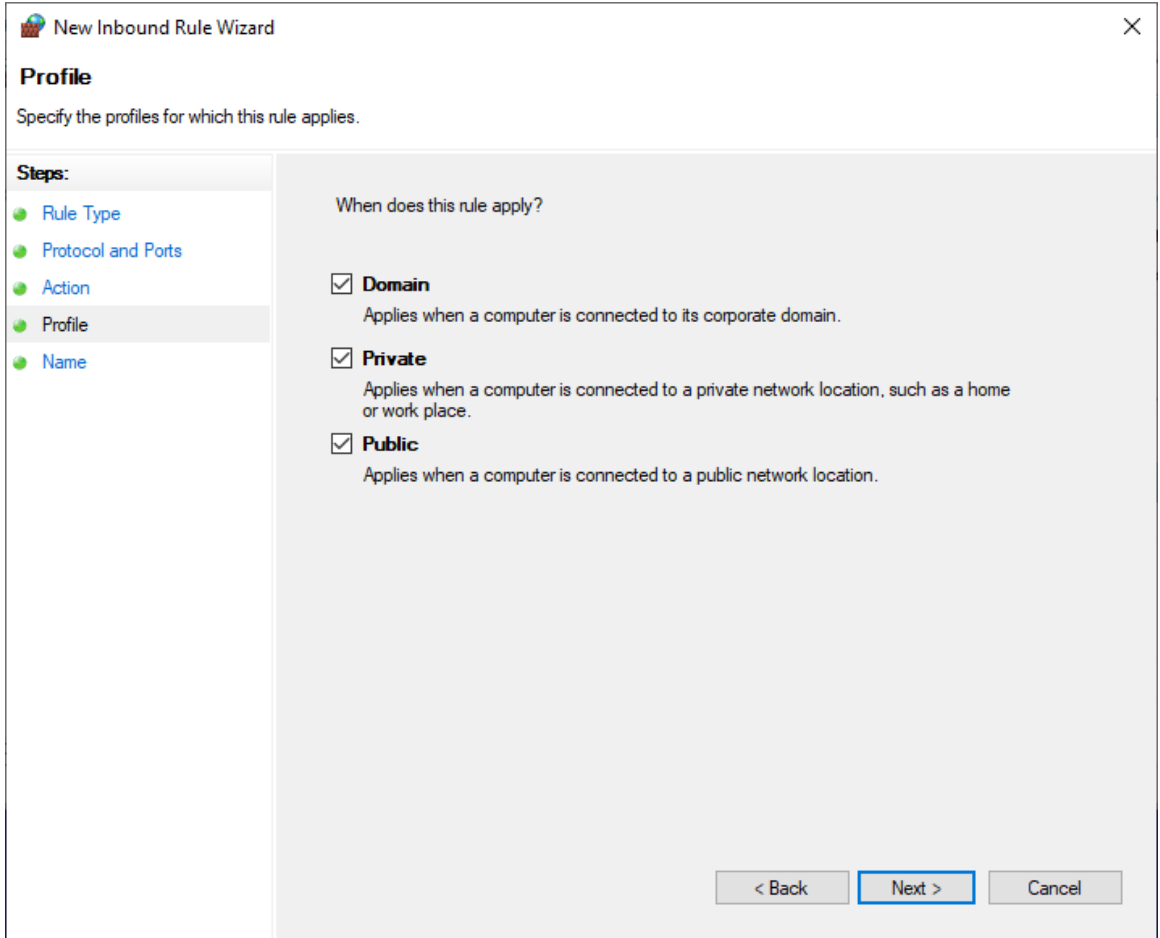 New Inbound Rule Wizard
Profile
Specify the profiles for which this rule applies.
Steps:
Rule Type
Protocol and Ports
Action
Profile
Name
When does this rule apply?
Domain
Applies when a computer is connected to its corporate domain.
Private
Applies when a computer is connected to a private network location, such as a home
or work place.
Public
Applies when a computer is connected to a public network location.
< Back
Next >
Cancel